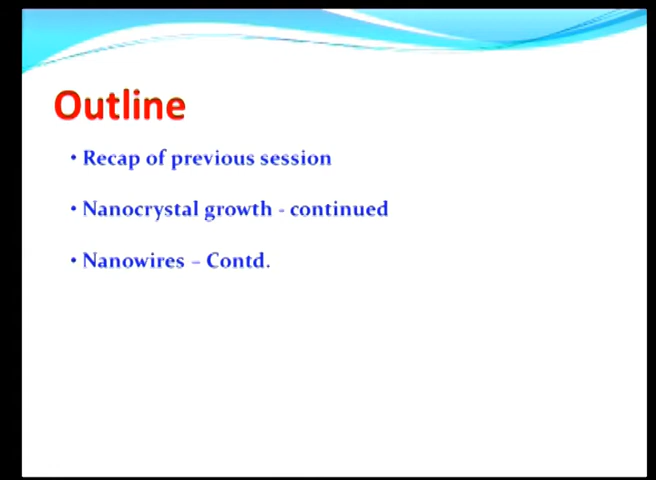 Outline
• Recap of previous session
• Nanocrystal growth - continued
• Nanowires – Contd.